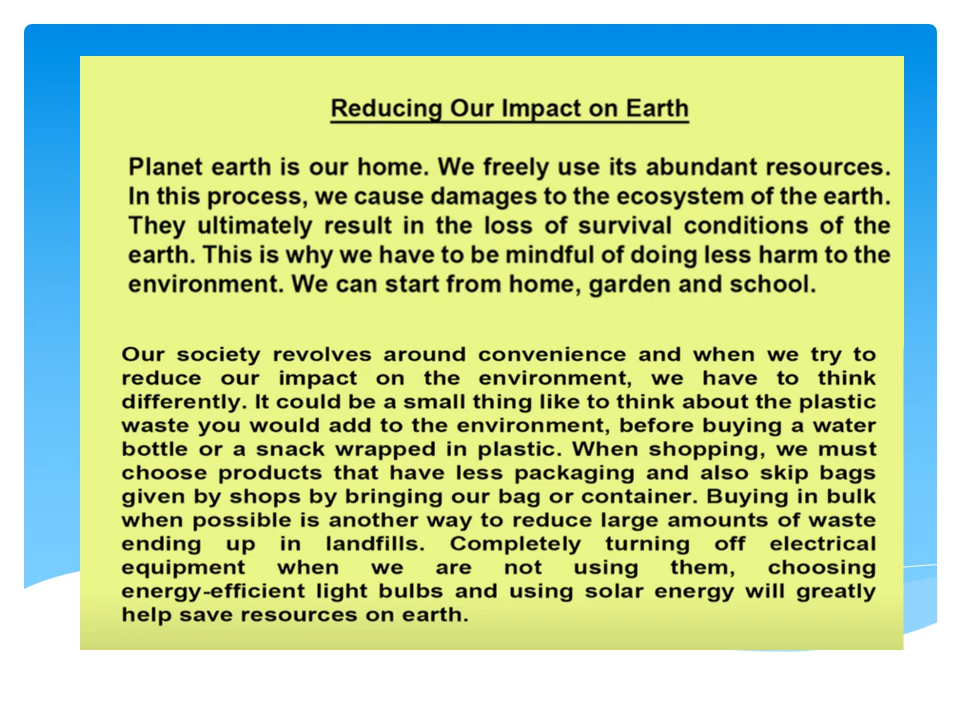 Reducing Our Impact on Earth
Planet earth is our home. We freely use its abundant resources.
In this process, we cause damages to the ecosystem of the earth.
They ultimately result in the loss of survival conditions of the
earth. This is why we have to be mindful of doing less harm to the
environment. We can start from home, garden and school.
Our society revolves around convenience and when we try to
reduce our impact on the environment, we have to think
differently. It could be a small thing like to think about the plastic
waste you would add to the environment, before buying a water
bottle or a snack wrapped in plastic. When shopping, we must
choose products that have less packaging and also skip bags
given by shops by bringing our bag or container. Buying in bulk
when possible is another way to reduce large amounts of waste
ending up in landfills. Completely turning off electrical
equipment when we are not using them, choosing
energy-efficient light bulbs and using solar energy will greatly
help save resources on earth.